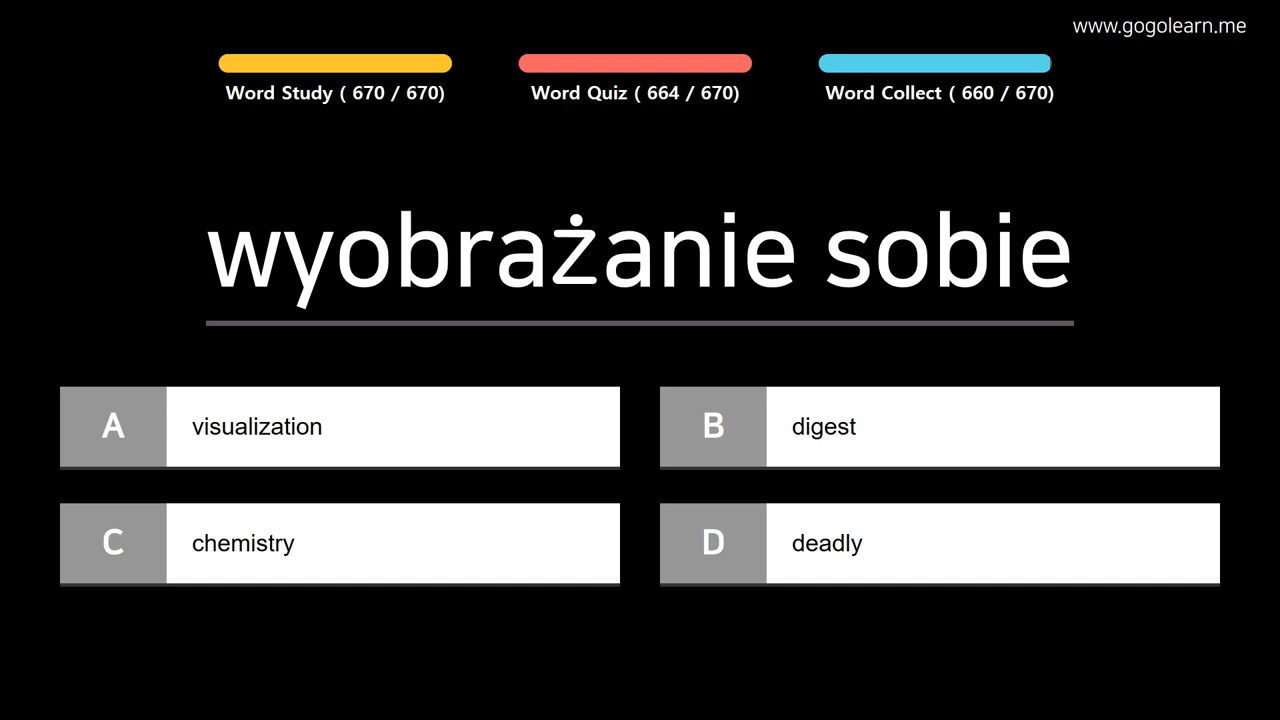 www.gogolearn.me
Word Study ( 670 / 670)
Word Quiz ( 664 / 670)
Word Collect ( 660 / 670)
wyobrażanie sobie
A visualization
B digest
C chemistry
D deadly